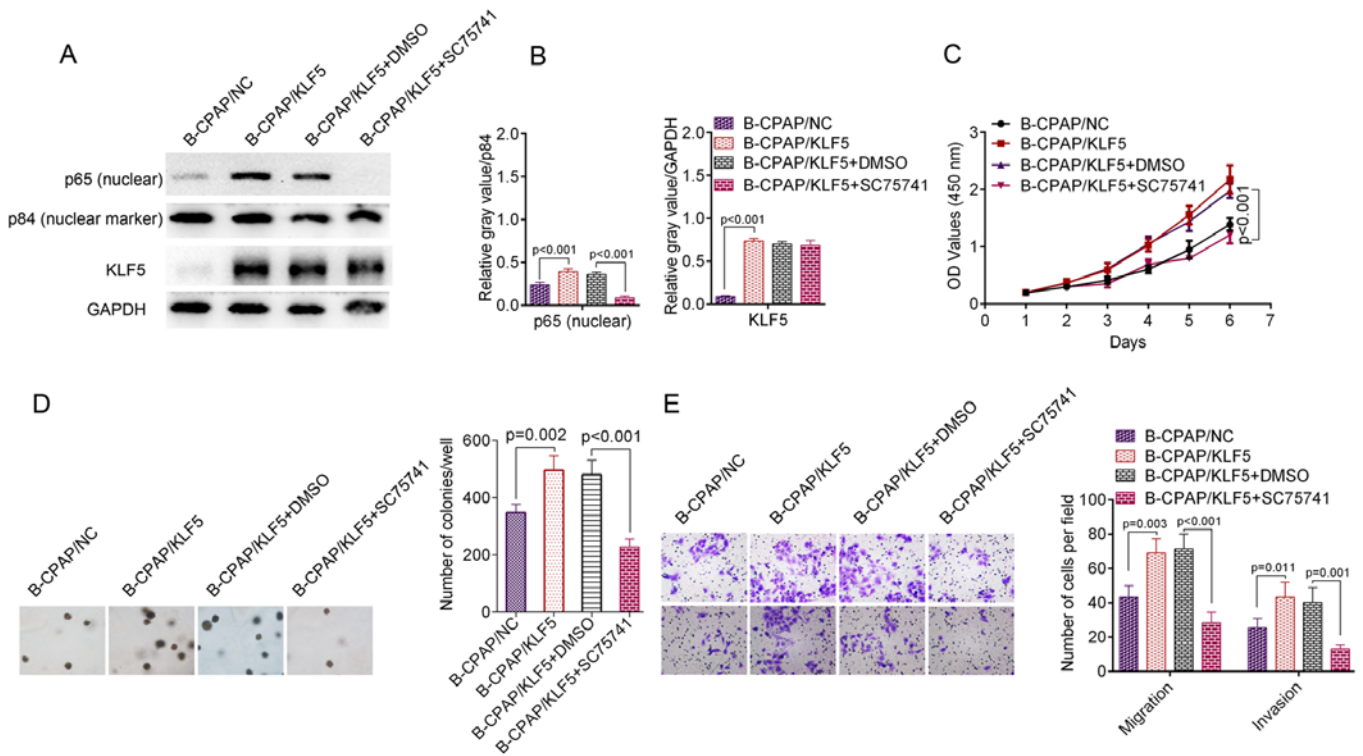 A
B-CPAP/NC
B-CPAP/KLF5
B-CPAP/KLF5+DMSO
B-CPAP/KLF5+SC75741
p65 (nuclear)
p84 (nuclear marker)
KLF5
GAPDH
B
Relative gray value/p84
2.0
1.5
1.0
0.5
0.0
p<0.001
p<0.001
p65 (nuclear)
Relative gray value/GAPDH
2.0
1.5
1.0
0.5
0.0
p<0.001
KLF5
B-CPAP/NC
B-CPAP/KLF5
B-CPAP/KLF5+DMSO
B-CPAP/KLF5+SC75741
C
B-CPAP/NC
B-CPAP/KLF5
B-CPAP/KLF5+DMSO
B-CPAP/KLF5+SC75741
OD Values (450 nm)
3
2
1
0
0 1 2 3 4 5 6 7
Days
p<0.001
D
B-CPAP/NC
B-CPAP/KLF5
B-CPAP/KLF5+DMSO
B-CPAP/KLF5+SC75741
Number of colonies/well
600
400
200
0
p=0.002
p<0.001
B-CPAP/NC
B-CPAP/KLF5
B-CPAP/KLF5+DMSO
B-CPAP/KLF5+SC75741
E
B-CPAP/NC
B-CPAP/KLF5
B-CPAP/KLF5+DMSO
B-CPAP/KLF5+SC75741
B-CPAP/NC
B-CPAP/KLF5
B-CPAP/KLF5+DMSO
B-CPAP/KLF5+SC75741
Number of cells per field
80
60
40
20
0
p=0.003
p<0.001
p=0.011
p=0.001
Migration
Invasion